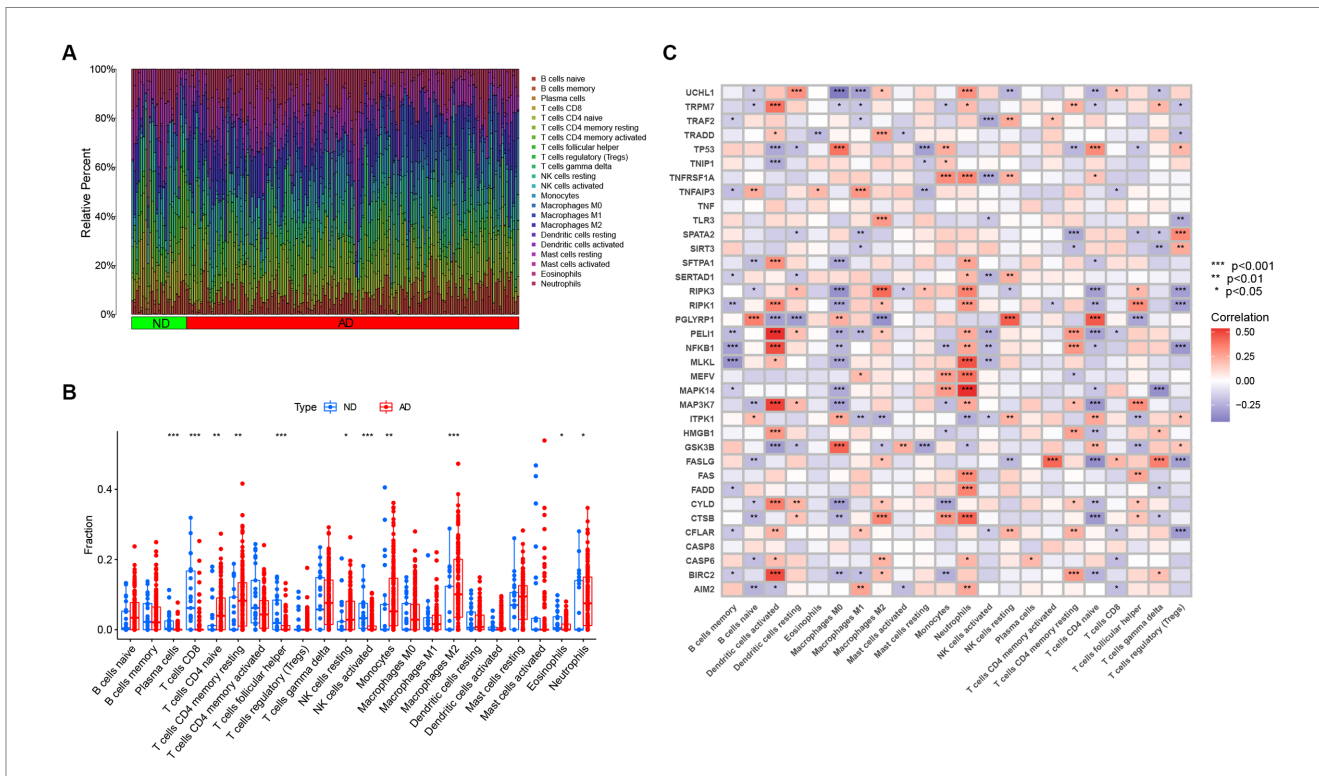 A
Relative Percent
100%
80%
60%
40%
20%
0%
ND
AD
B cells naive
B cells memory
Plasma cells
T cells CD8
T cells CD4 naive
T cells CD4 memory resting
T cells CD4 memory activated
T cells follicular helper
T cells regulatory (Tregs)
T cells gamma delta
NK cells resting
NK cells activated
Monocytes
Macrophages M0
Macrophages M1
Macrophages M2
Dendritic cells resting
Dendritic cells activated
Mast cells resting
Mast cells activated
Eosinophils
Neutrophils
B
Type ND AD
*** *** ** ** *** * *** ** *** * *
Fraction
0.4
0.2
0.0
B cells naive
B cells memory
Plasma cells
T cells CD8
T cells CD4 naive
T cells CD4 memory resting
T cells CD4 memory activated
T cells follicular helper
T cells regulatory (Tregs)
T cells gamma delta
NK cells resting
NK cells activated
Monocytes
Macrophages M0
Macrophages M1
Macrophages M2
Dendritic cells resting
Dendritic cells activated
Mast cells resting
Mast cells activated
Eosinophils
Neutrophils
C
UCHL1
TRPM7
TRAF2
TRADD
TP53
TNIP1
TNFRSF1A
TNFAIP3
TNF
TLR3
SPATA2
SIRT3
SFTPA1
SERTAD1
RIPK3
RIPK1
PGLYRP1
PELI1
NFKB1
MLKL
MEFV
MAPK14
MAP3K7
ITPK1
HMGB1
GSK3B
FASLG
FAS
FADD
CYLD
CTSB
CFLAR
CASP8
CASP6
BIRC2
AIM2
B cells memory
B cells naive
Dendritic cells activated
Dendritic cells resting
Eosinophils
Macrophages M0
Macrophages M1
Macrophages M2
Mast cells activated
Mast cells resting
Monocytes
Neutrophils
NK cells activated
NK cells resting
Plasma cells
T cells CD4 memory activated
T cells CD4 memory resting
T cells CD4 naive
T cells CD8
T cells follicular helper
T cells gamma delta
T cells regulatory (Tregs)
*** p<0.001
** p<0.01
* p<0.05
Correlation
0.50
0.25
0.00
−0.25